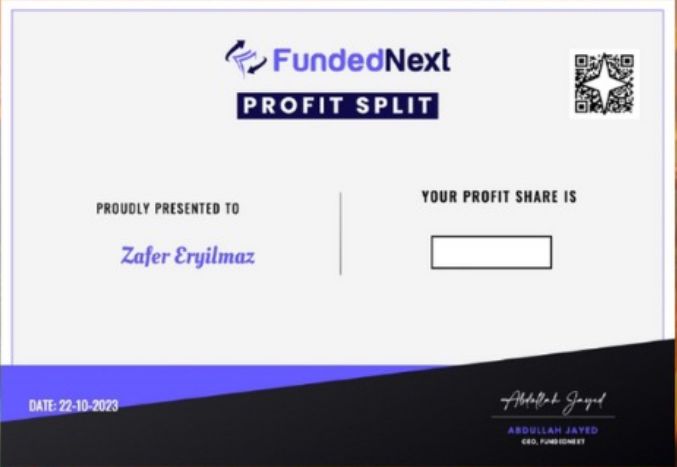 FundedNext
PROFIT SPLIT
PROUDLY PRESENTED TO
Zafer Eryilmaz
YOUR PROFIT SHARE IS
DATE: 22-10-2023
Abdullah Jayed
ABDULLAH JAYED
CEO, FUNDEDNEXT